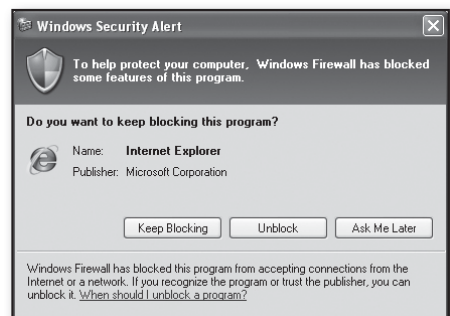 Windows Security Alert
To help protect your computer, Windows Firewall has blocked
some features of this program.
Do you want to keep blocking this program?
Name: Internet Explorer
Publisher: Microsoft Corporation
Keep Blocking Unblock Ask Me Later
Windows Firewall has blocked this program from accepting connections from the
Internet or a network. If you recognize the program or trust the publisher, you can
unblock it. When should I unblock a program?